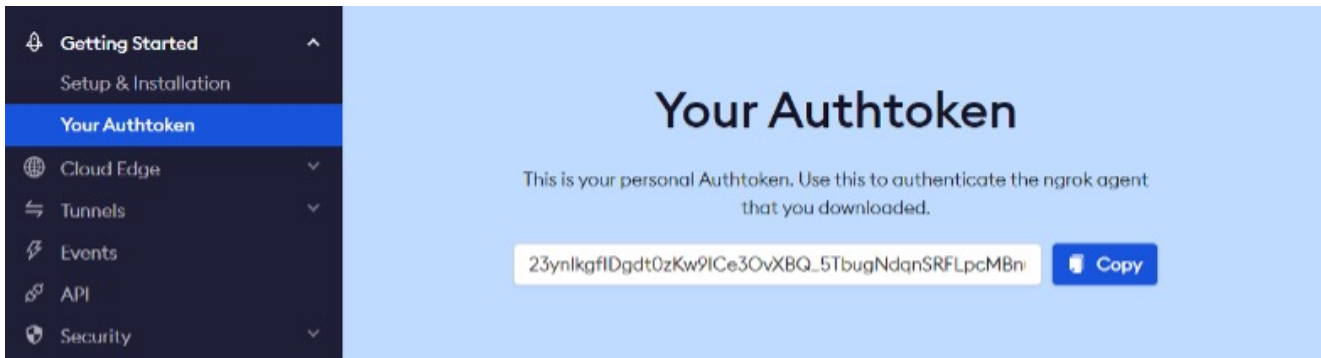 Getting Started
Setup & Installation
Your Authtoken
Cloud Edge
Tunnels
Events
API
Security
Your Authtoken
This is your personal Authtoken. Use this to authenticate the ngrok agent
that you downloaded.
Copy